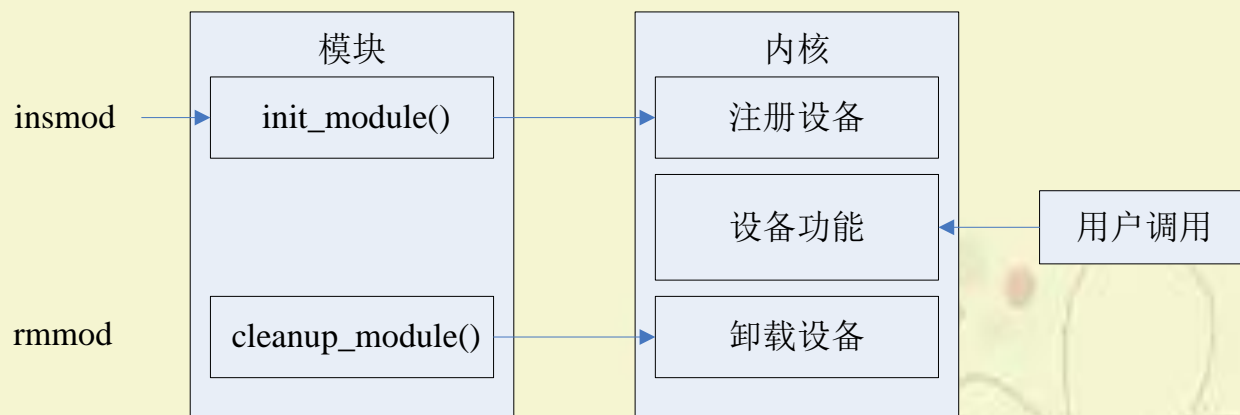 模块
内核
insmod
init_module()
注册设备
设备功能
用户调用
rmmod
cleanup_module()
卸载设备